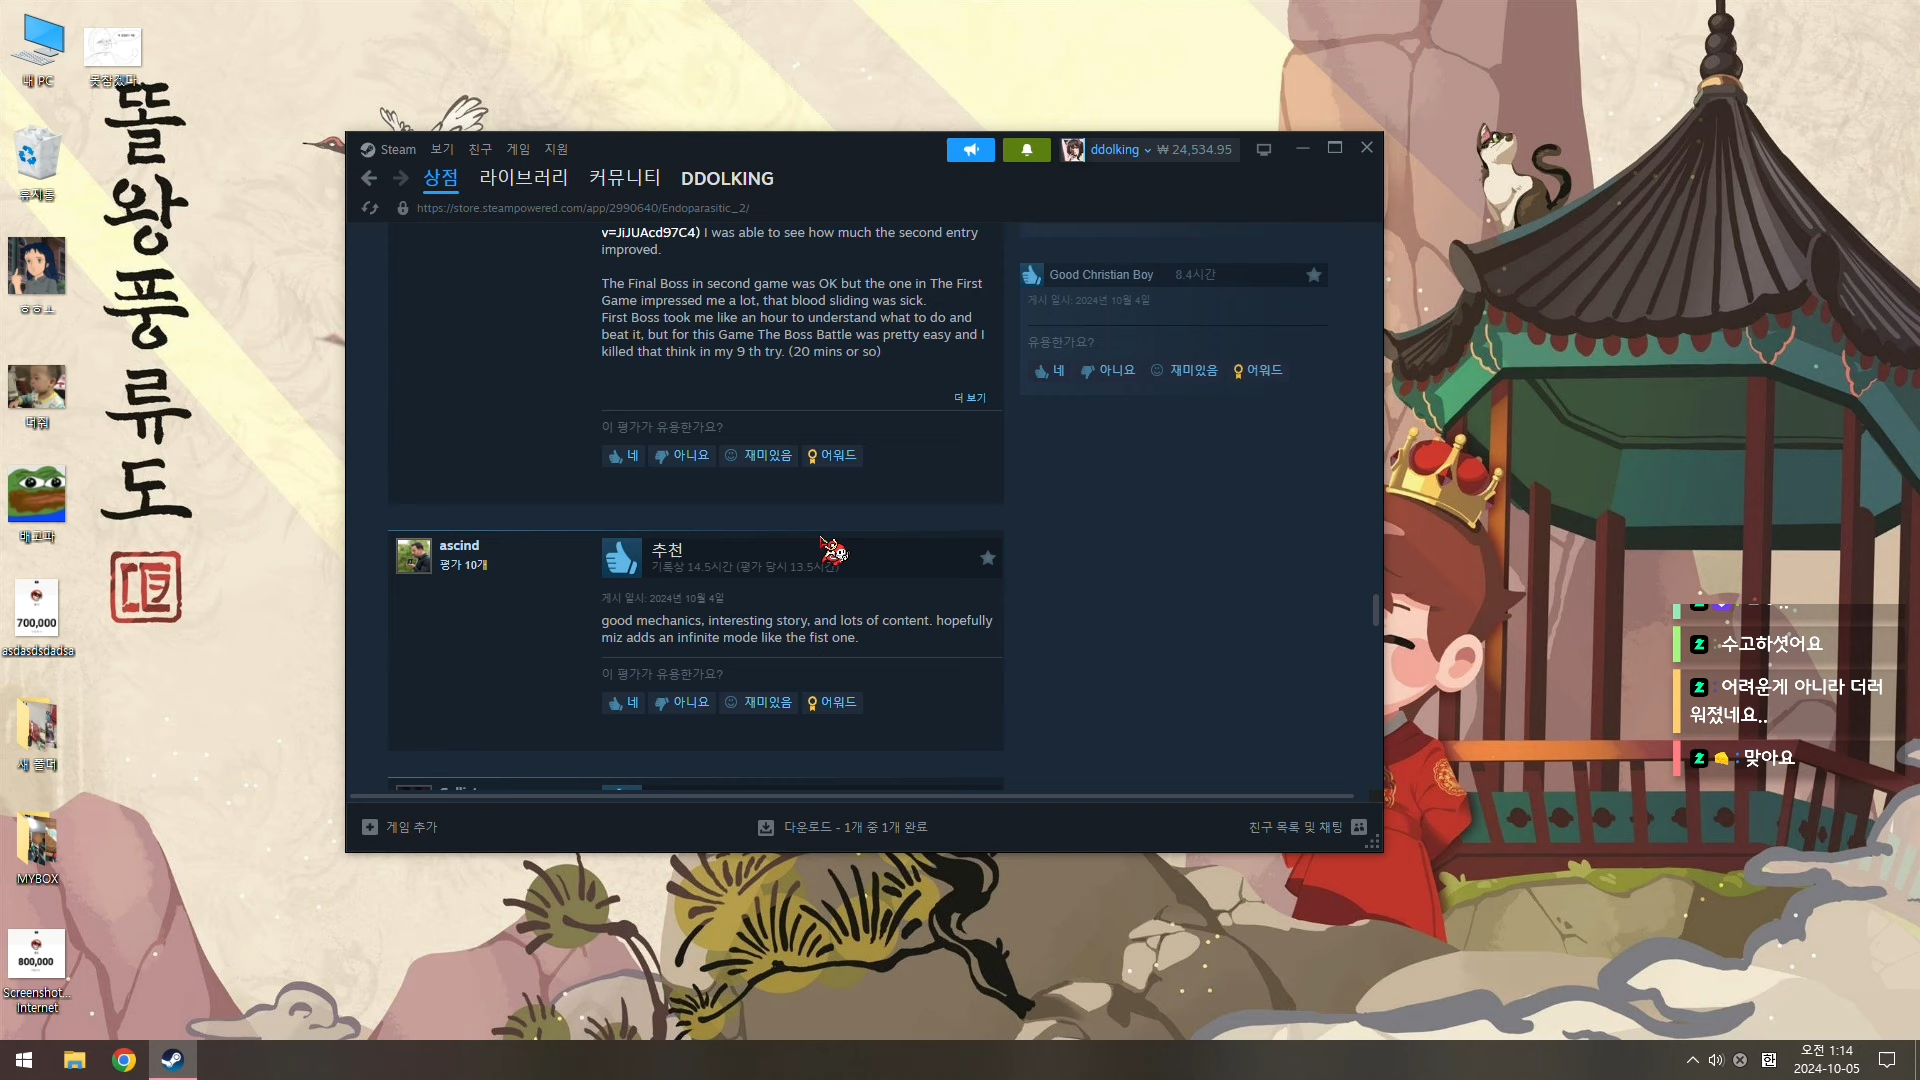 내 PC
못참겠다
휴지통
ㅎㅎㅗ
더줘
배고파
700,000
asdasdsdadsa
새 폴더
MYBOX
800,000
Screenshot...
Internet
똘왕풍류도
Steam 보기 친구 게임 지원
ddolking ₩ 24,534.95
상점 라이브러리 커뮤니티 DDOLKING
https://store.steampowered.com/app/2990640/Endoparasitic_2/
v=JiJUAcd97C4) I was able to see how much the second entry
improved.
The Final Boss in second game was OK but the one in The First
Game impressed me a lot, that blood sliding was sick.
First Boss took me like an hour to understand what to do and
beat it, but for this Game The Boss Battle was pretty easy and I
killed that think in my 9 th try. (20 mins or so)
더 보기
이 평가가 유용한가요?
네 아니요 재미있음 어워드
Good Christian Boy 8.4시간
게시 일시: 2024년 10월 4일
유용한가요?
네 아니요 재미있음 어워드
ascind
평가 10개
추천
기록상 14.5시간 (평가 당시 13.5시간)
게시 일시: 2024년 10월 4일
good mechanics, interesting story, and lots of content. hopefully
miz adds an infinite mode like the fist one.
이 평가가 유용한가요?
네 아니요 재미있음 어워드
게임 추가
다운로드 - 1개 중 1개 완료
친구 목록 및 채팅
: 수고하셧어요
: 어려운게 아니라 더러
워졌네요..
: 맞아요
한
오전 1:14
2024-10-05